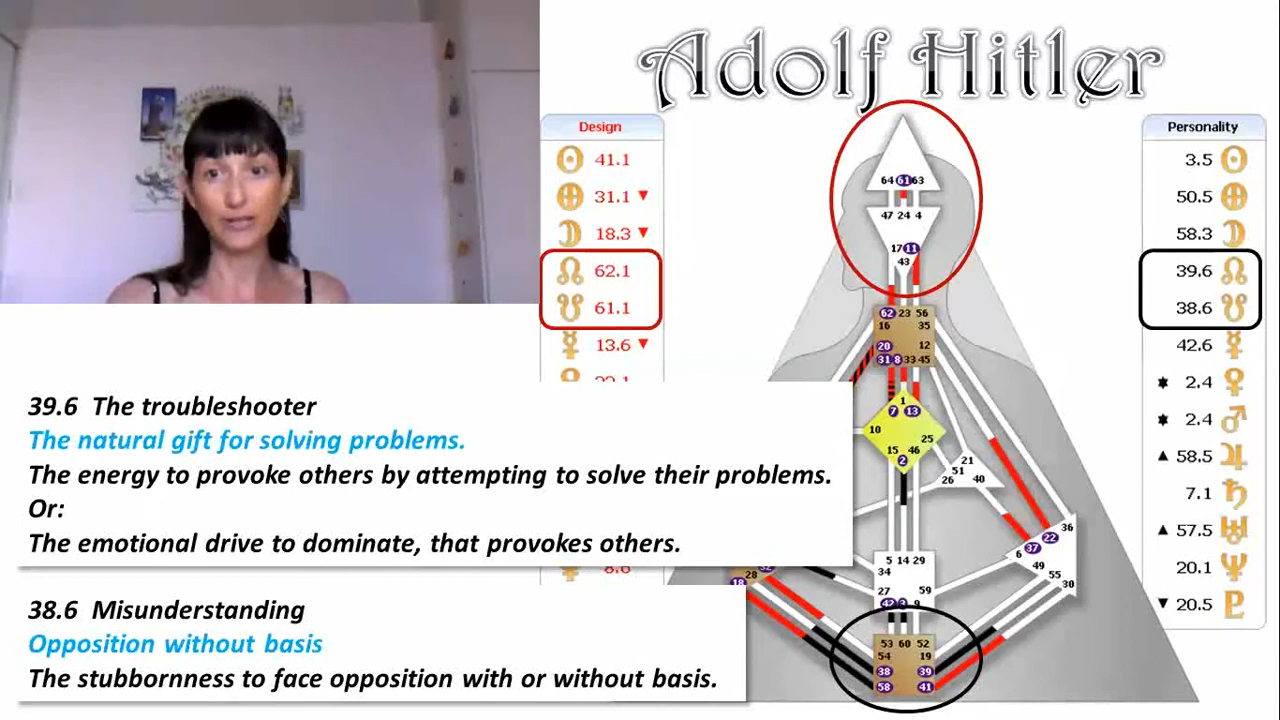 Adolf Hitler
Design
41.1
31.1
18.3
62.1
61.1
13.6
8.6
Personality
3.5
50.5
58.3
39.6
38.6
42.6
2.4
2.4
58.5
7.1
57.5
20.1
20.5
64 61 63
47 24 4
17 11
43
62 23 56
16 35
20 12
31 8 33 45
1
7 13
10 25
15 46
2
21
51
26 40
36
22
37
6
49
55
30
5 14 29
34
27 59
42 3 9
28
18
53 60 52
54 19
38 39
58 41
39.6 The troubleshooter
The natural gift for solving problems.
The energy to provoke others by attempting to solve their problems.
Or:
The emotional drive to dominate, that provokes others.
38.6 Misunderstanding
Opposition without basis
The stubbornness to face opposition with or without basis.